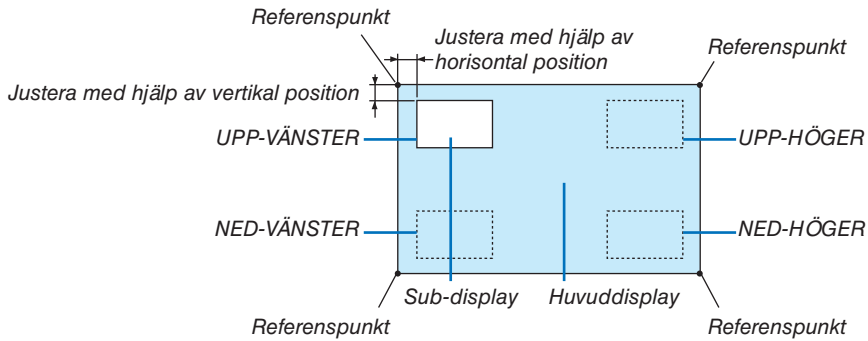 Referenspunkt
Justera med hjälp av
horisontal position
Referenspunkt
Justera med hjälp av vertikal position
UPP-VÄNSTER
UPP-HÖGER
NED-VÄNSTER
NED-HÖGER
Sub-display
Huvuddisplay
Referenspunkt
Referenspunkt